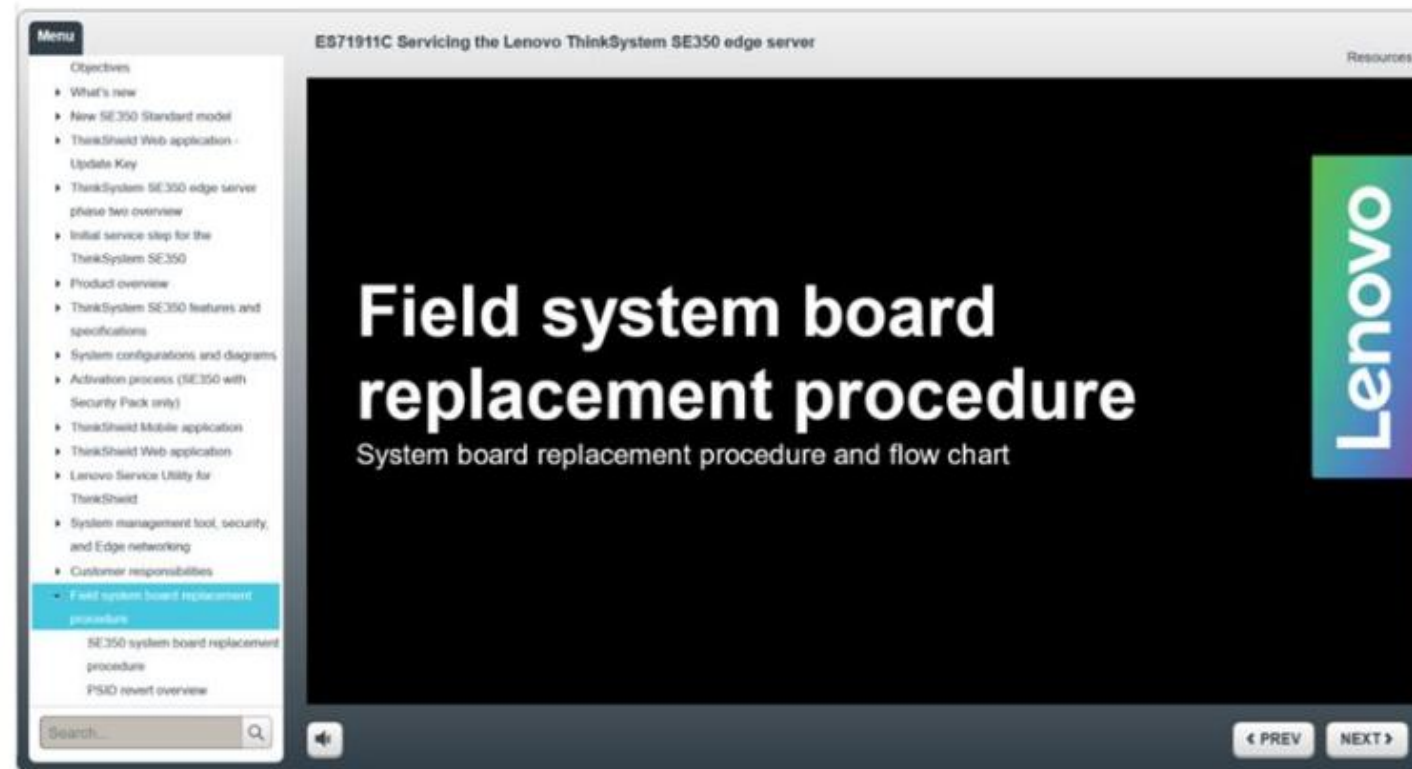 Menu
ES71911C Servicing the Lenovo ThinkSystem SE350 edge server
Resources
Objectives
What's new
New SE350 Standard model
ThinkShield Web application -
Update Key
ThinkSystem SE350 edge server
phase two overview
Initial service step for the
ThinkSystem SE350
Product overview
ThinkSystem SE350 features and
specifications
System configurations and diagrams
Activation process (SE350 with
Security Pack only)
ThinkShield Mobile application
ThinkShield Web application
Lenovo Service Utility for
ThinkShield
System management tool, security,
and Edge networking
Customer responsibilities
Field system board replacement
procedure
SE350 system board replacement
procedure
PSID revert overview
Search...
Field system board
replacement procedure
System board replacement procedure and flow chart
Lenovo
PREV
NEXT